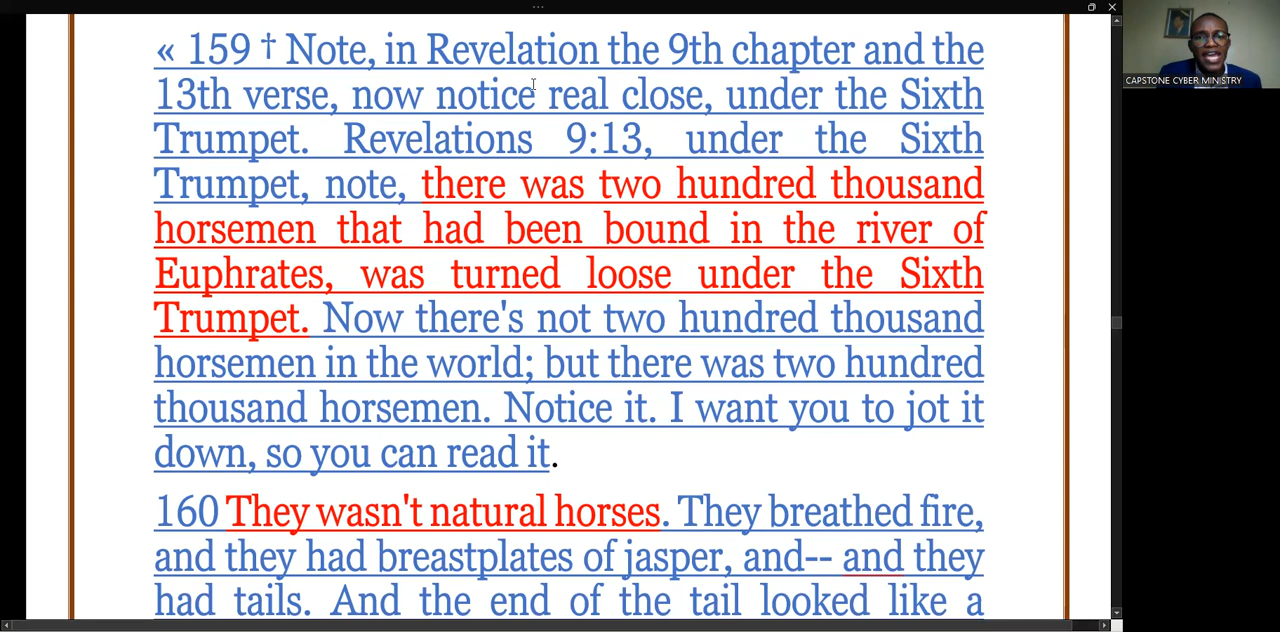 « 159 † Note, in Revelation the 9th chapter and the
13th verse, now notice real close, under the Sixth
Trumpet. Revelations 9:13, under the Sixth
Trumpet, note, there was two hundred thousand
horsemen that had been bound in the river of
Euphrates, was turned loose under the Sixth
Trumpet. Now there's not two hundred thousand
horsemen in the world; but there was two hundred
thousand horsemen. Notice it. I want you to jot it
down, so you can read it.
160 They wasn't natural horses. They breathed fire,
and they had breastplates of jasper, and-- and they
had tails. And the end of the tail looked like a
CAPSTONE CYBER MINISTRY